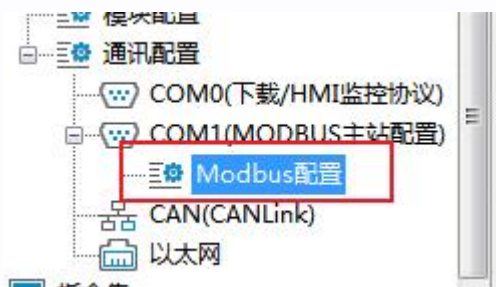 模块配置
通讯配置
COM0(下载/HMI监控协议)
COM1(MODBUS主站配置)
Modbus配置
CAN(CANLink)
以太网